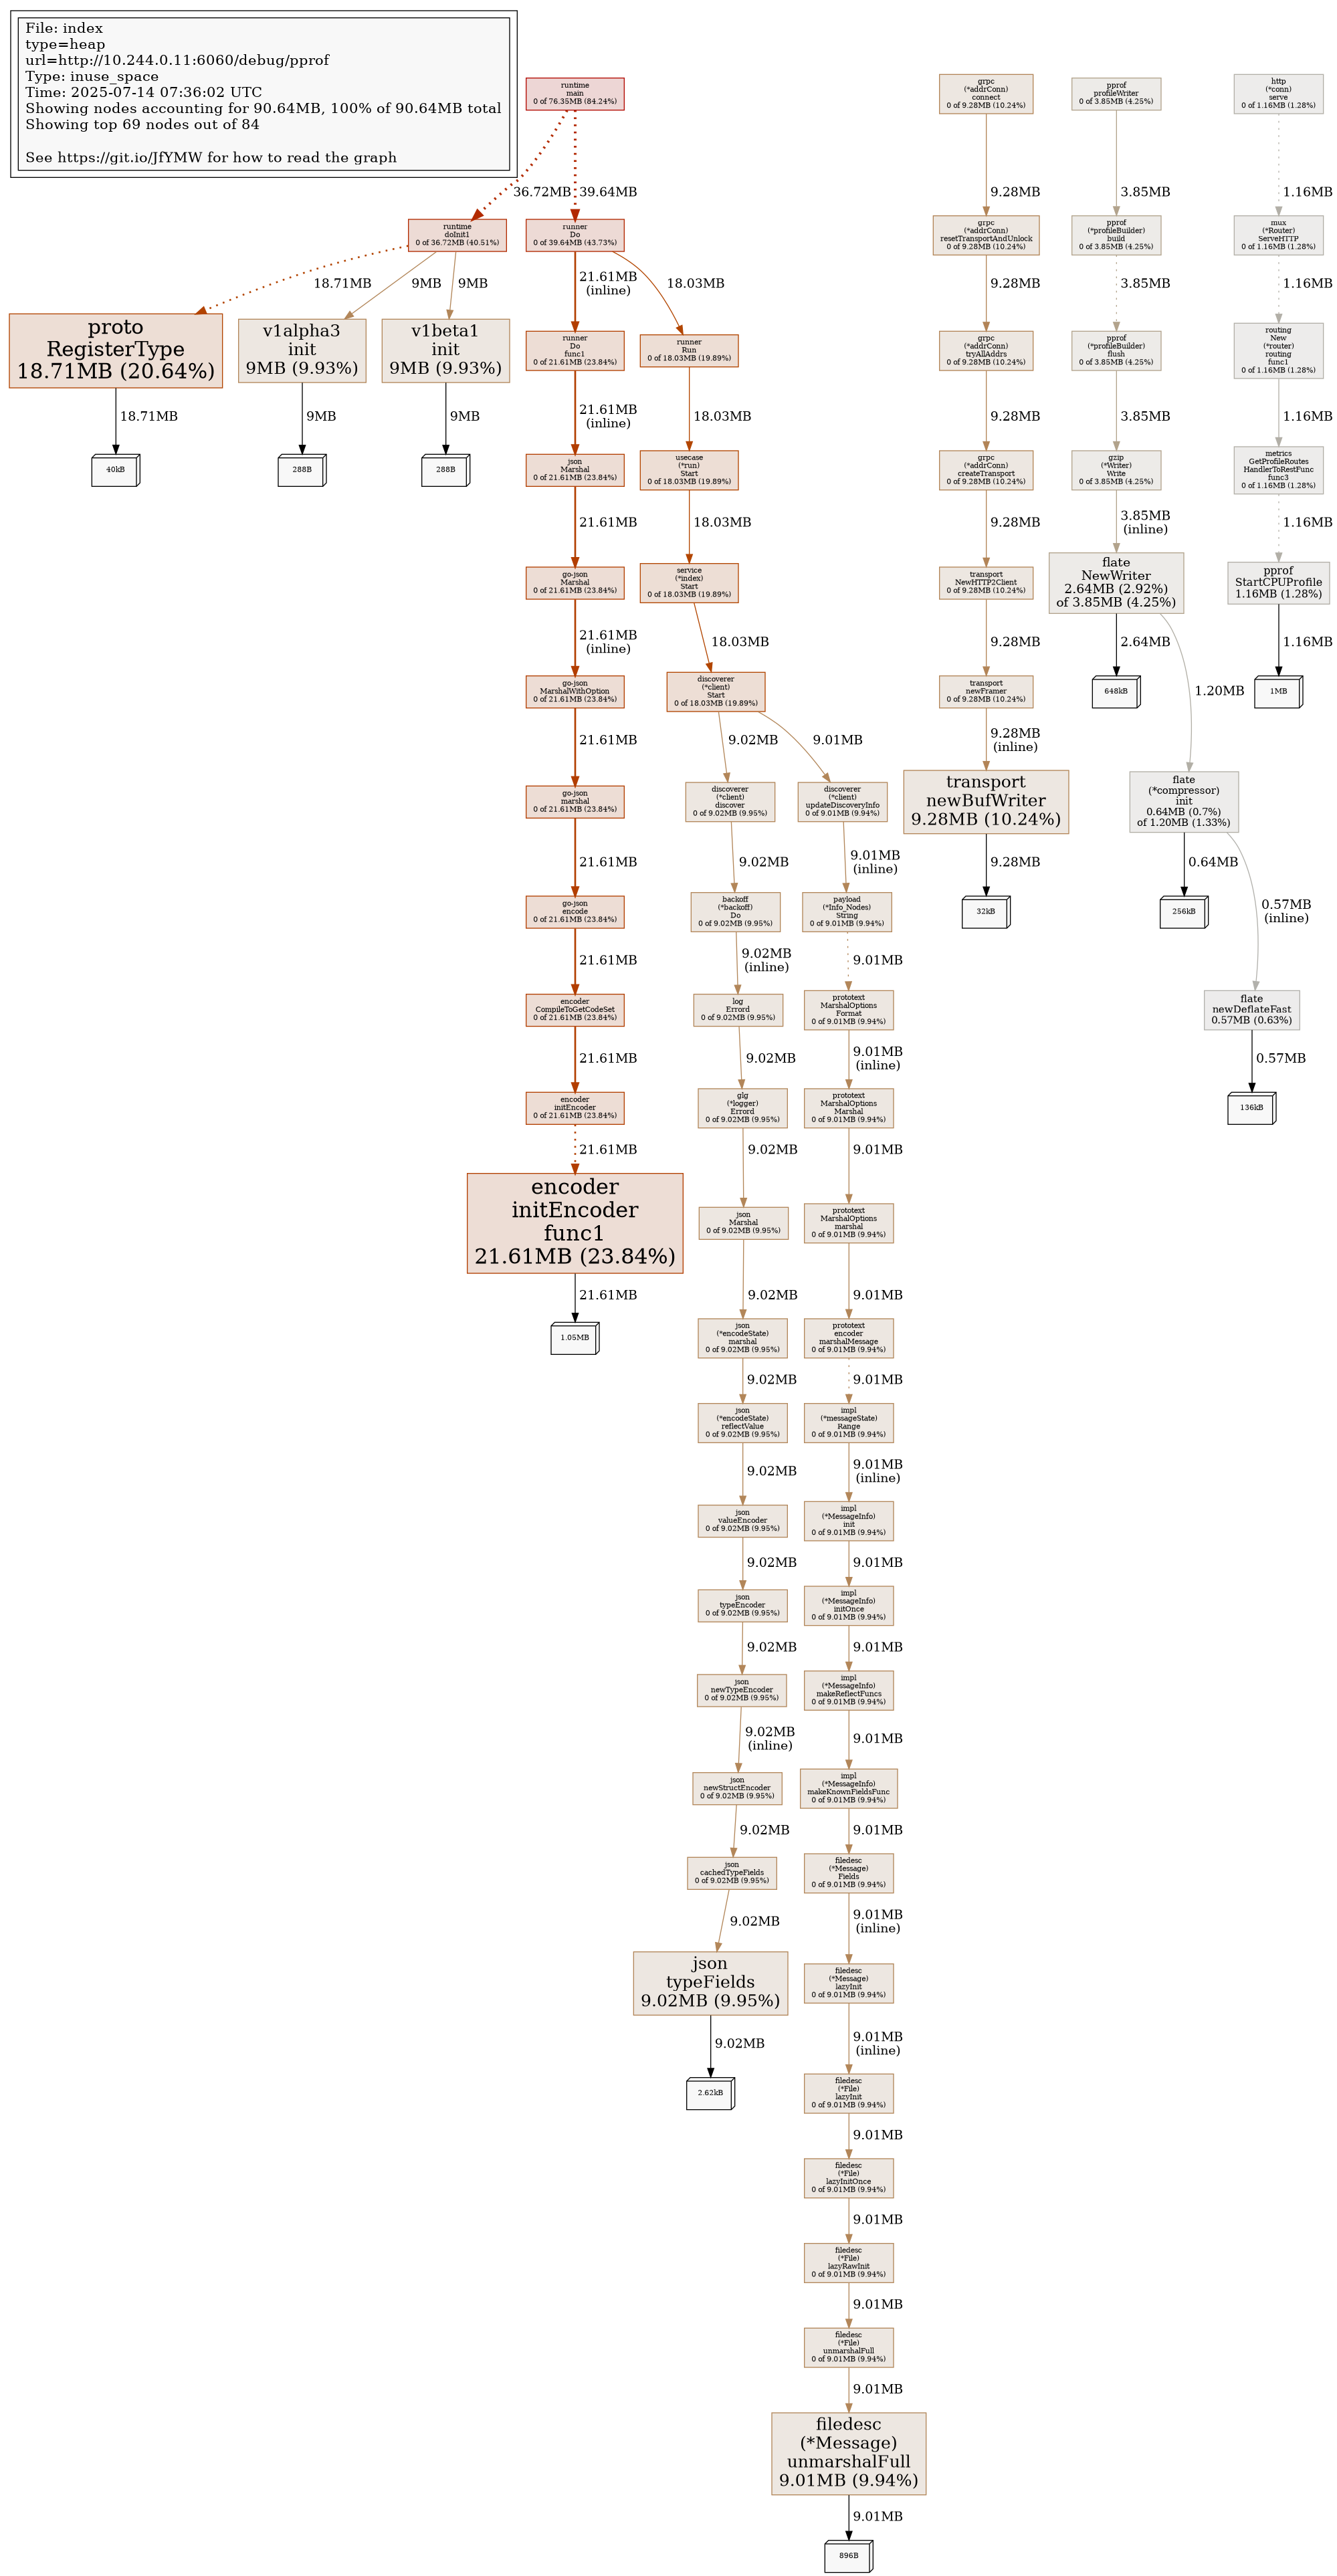 File: index
type=heap
url=http://10.244.0.11:6060/debug/pprof
Type: inuse_space
Time: 2025-07-14 07:36:02 UTC
Showing nodes accounting for 90.64MB, 100% of 90.64MB total
Showing top 69 nodes out of 84
See https://git.io/JfYMW for how to read the graph
runtime
main
0 of 76.35MB (84.24%)
36.72MB
39.64MB
runtime
doInit1
0 of 36.72MB (40.51%)
18.71MB
9MB
9MB
proto
RegisterType
18.71MB (20.64%)
18.71MB
40kB
v1alpha3
init
9MB (9.93%)
9MB
288B
v1beta1
init
9MB (9.93%)
9MB
288B
runner
Do
0 of 39.64MB (43.73%)
21.61MB
(inline)
18.03MB
runner
Do
func1
0 of 21.61MB (23.84%)
21.61MB
(inline)
json
Marshal
0 of 21.61MB (23.84%)
21.61MB
go-json
Marshal
0 of 21.61MB (23.84%)
21.61MB
(inline)
go-json
MarshalWithOption
0 of 21.61MB (23.84%)
21.61MB
go-json
marshal
0 of 21.61MB (23.84%)
21.61MB
go-json
encode
0 of 21.61MB (23.84%)
21.61MB
encoder
CompileToGetCodeSet
0 of 21.61MB (23.84%)
21.61MB
encoder
initEncoder
0 of 21.61MB (23.84%)
21.61MB
encoder
initEncoder
func1
21.61MB (23.84%)
21.61MB
1.05MB
runner
Run
0 of 18.03MB (19.89%)
18.03MB
usecase
(*run)
Start
0 of 18.03MB (19.89%)
18.03MB
service
(*index)
Start
0 of 18.03MB (19.89%)
18.03MB
discoverer
(*client)
Start
0 of 18.03MB (19.89%)
9.02MB
9.01MB
discoverer
(*client)
discover
0 of 9.02MB (9.95%)
9.02MB
backoff
(*backoff)
Do
0 of 9.02MB (9.95%)
9.02MB
(inline)
log
Errord
0 of 9.02MB (9.95%)
9.02MB
glg
(*logger)
Errord
0 of 9.02MB (9.95%)
9.02MB
json
Marshal
0 of 9.02MB (9.95%)
9.02MB
json
(*encodeState)
marshal
0 of 9.02MB (9.95%)
9.02MB
json
(*encodeState)
reflectValue
0 of 9.02MB (9.95%)
9.02MB
json
valueEncoder
0 of 9.02MB (9.95%)
9.02MB
json
typeEncoder
0 of 9.02MB (9.95%)
9.02MB
json
newTypeEncoder
0 of 9.02MB (9.95%)
9.02MB
(inline)
json
newStructEncoder
0 of 9.02MB (9.95%)
9.02MB
json
cachedTypeFields
0 of 9.02MB (9.95%)
9.02MB
json
typeFields
9.02MB (9.95%)
9.02MB
2.62kB
discoverer
(*client)
updateDiscoveryInfo
0 of 9.01MB (9.94%)
9.01MB
(inline)
payload
(*Info_Nodes)
String
0 of 9.01MB (9.94%)
9.01MB
prototext
MarshalOptions
Format
0 of 9.01MB (9.94%)
9.01MB
(inline)
prototext
MarshalOptions
Marshal
0 of 9.01MB (9.94%)
9.01MB
prototext
MarshalOptions
marshal
0 of 9.01MB (9.94%)
9.01MB
prototext
encoder
marshalMessage
0 of 9.01MB (9.94%)
9.01MB
impl
(*messageState)
Range
0 of 9.01MB (9.94%)
9.01MB
(inline)
impl
(*MessageInfo)
init
0 of 9.01MB (9.94%)
9.01MB
impl
(*MessageInfo)
initOnce
0 of 9.01MB (9.94%)
9.01MB
impl
(*MessageInfo)
makeReflectFuncs
0 of 9.01MB (9.94%)
9.01MB
impl
(*MessageInfo)
makeKnownFieldsFunc
0 of 9.01MB (9.94%)
9.01MB
filedesc
(*Message)
Fields
0 of 9.01MB (9.94%)
9.01MB
(inline)
filedesc
(*Message)
lazyInit
0 of 9.01MB (9.94%)
9.01MB
(inline)
filedesc
(*File)
lazyInit
0 of 9.01MB (9.94%)
9.01MB
filedesc
(*File)
lazyInitOnce
0 of 9.01MB (9.94%)
9.01MB
filedesc
(*File)
lazyRawInit
0 of 9.01MB (9.94%)
9.01MB
filedesc
(*File)
unmarshalFull
0 of 9.01MB (9.94%)
9.01MB
filedesc
(*Message)
unmarshalFull
9.01MB (9.94%)
9.01MB
896B
grpc
(*addrConn)
connect
0 of 9.28MB (10.24%)
9.28MB
grpc
(*addrConn)
resetTransportAndUnlock
0 of 9.28MB (10.24%)
9.28MB
grpc
(*addrConn)
tryAllAddrs
0 of 9.28MB (10.24%)
9.28MB
grpc
(*addrConn)
createTransport
0 of 9.28MB (10.24%)
9.28MB
transport
NewHTTP2Client
0 of 9.28MB (10.24%)
9.28MB
transport
newFramer
0 of 9.28MB (10.24%)
9.28MB
(inline)
transport
newBufWriter
9.28MB (10.24%)
9.28MB
32kB
pprof
profileWriter
0 of 3.85MB (4.25%)
3.85MB
pprof
(*profileBuilder)
build
0 of 3.85MB (4.25%)
3.85MB
pprof
(*profileBuilder)
flush
0 of 3.85MB (4.25%)
3.85MB
gzip
(*Writer)
Write
0 of 3.85MB (4.25%)
3.85MB
(inline)
flate
NewWriter
2.64MB (2.92%)
of 3.85MB (4.25%)
2.64MB
648kB
1.20MB
flate
(*compressor)
init
0.64MB (0.7%)
of 1.20MB (1.33%)
0.64MB
256kB
0.57MB
(inline)
flate
newDeflateFast
0.57MB (0.63%)
0.57MB
136kB
http
(*conn)
serve
0 of 1.16MB (1.28%)
1.16MB
mux
(*Router)
ServeHTTP
0 of 1.16MB (1.28%)
1.16MB
routing
New
(*router)
routing
func1
0 of 1.16MB (1.28%)
1.16MB
metrics
GetProfileRoutes
HandlerToRestFunc
func3
0 of 1.16MB (1.28%)
1.16MB
pprof
StartCPUProfile
1.16MB (1.28%)
1.16MB
1MB